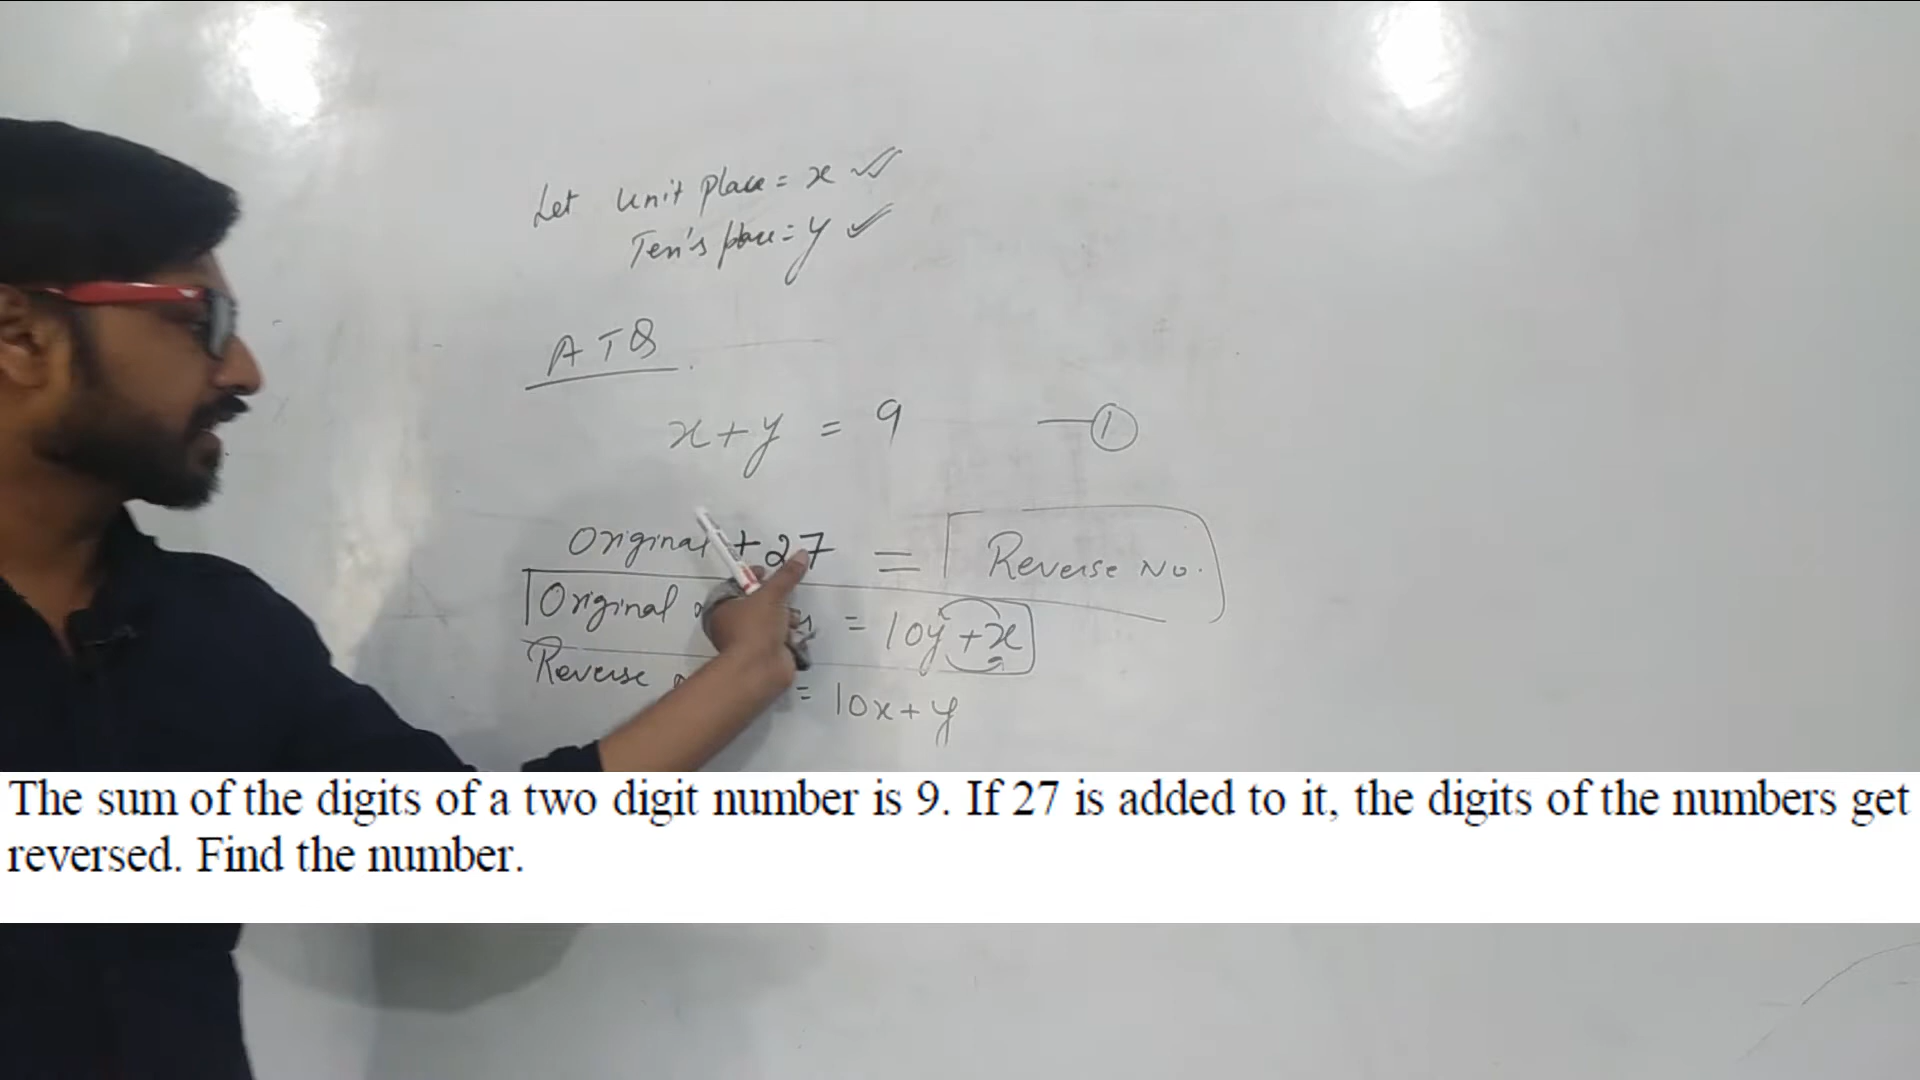 Let unit place = x
Ten's place = y
ATQ
x + y = 9 — 1
Original + 27 = Reverse No.
Original = 10y + x
Reverse = 10x + y
The sum of the digits of a two digit number is 9. If 27 is added to it, the digits of the numbers get
reversed. Find the number.